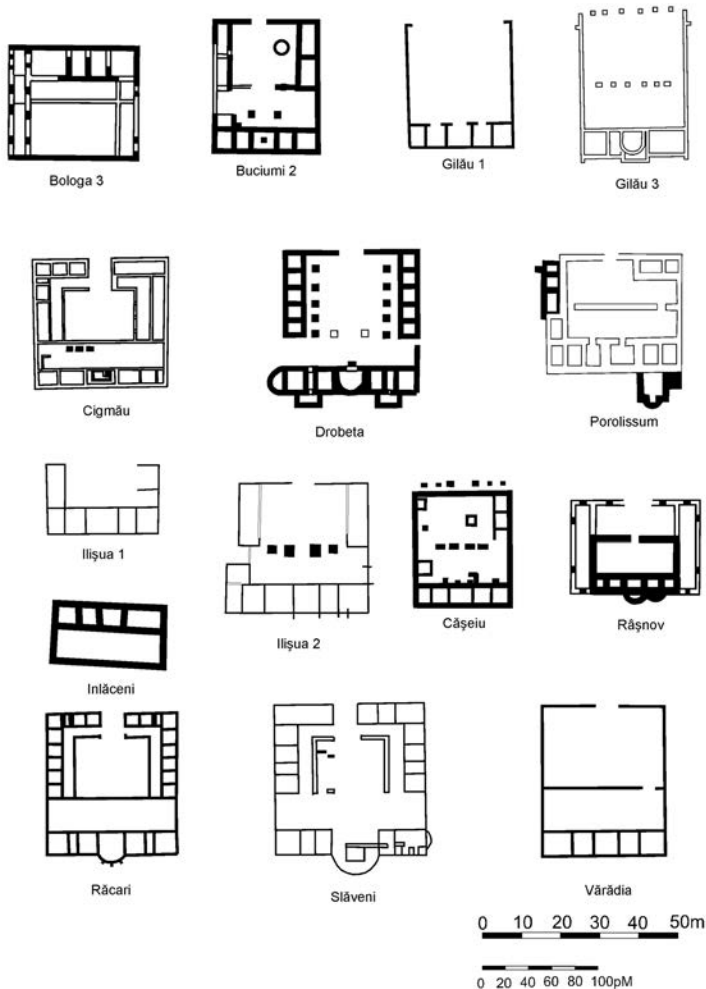 Bologa 3
Buciumi 2
Gilău 1
Gilău 3
Cigmău
Drobeta
Porolissum
Ilişua 1
Ilişua 2
Căşeiu
Râşnov
Inlăceni
Răcari
Slăveni
Vărădia
0 10 20 30 40 50m
0 20 40 60 80 100pM